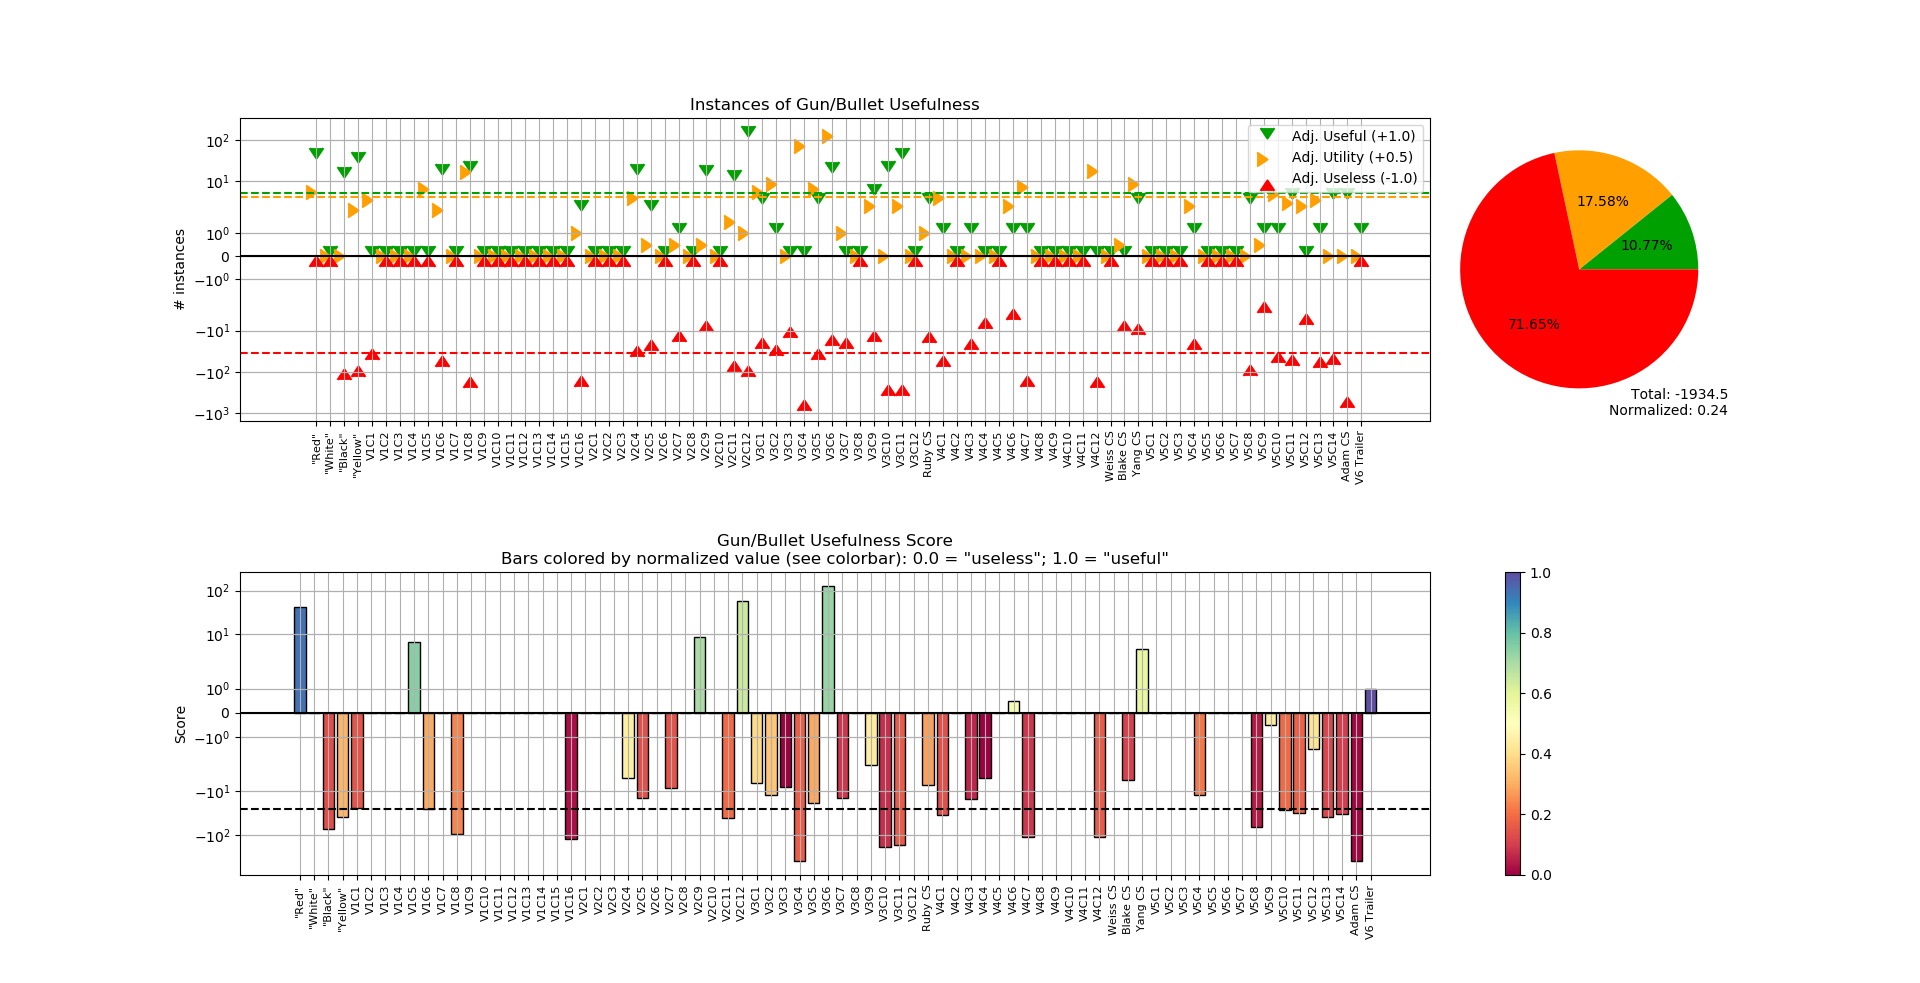 Instances of Gun/Bullet Usefulness
# instances
10²
10¹
10⁰
0
−10⁰
−10¹
−10²
−10³
Adj. Useful (+1.0)
Adj. Utility (+0.5)
Adj. Useless (-1.0)
"Red"
"White"
"Black"
"Yellow"
V1C1
V1C2
V1C3
V1C4
V1C5
V1C6
V1C7
V1C8
V1C9
V1C10
V1C11
V1C12
V1C13
V1C14
V1C15
V1C16
V2C1
V2C2
V2C3
V2C4
V2C5
V2C6
V2C7
V2C8
V2C9
V2C10
V2C11
V2C12
V3C1
V3C2
V3C3
V3C4
V3C5
V3C6
V3C7
V3C8
V3C9
V3C10
V3C11
V3C12
Ruby CS
V4C1
V4C2
V4C3
V4C4
V4C5
V4C6
V4C7
V4C8
V4C9
V4C10
V4C11
V4C12
Weiss CS
Blake CS
Yang CS
V5C1
V5C2
V5C3
V5C4
V5C5
V5C6
V5C7
V5C8
V5C9
V5C10
V5C11
V5C12
V5C13
V5C14
Adam CS
V6 Trailer
17.58%
10.77%
71.65%
Total: -1934.5
Normalized: 0.24
Gun/Bullet Usefulness Score
Bars colored by normalized value (see colorbar): 0.0 = "useless"; 1.0 = "useful"
Score
10²
10¹
10⁰
0
−10⁰
−10¹
−10²
"Red"
"White"
"Black"
"Yellow"
V1C1
V1C2
V1C3
V1C4
V1C5
V1C6
V1C7
V1C8
V1C9
V1C10
V1C11
V1C12
V1C13
V1C14
V1C15
V1C16
V2C1
V2C2
V2C3
V2C4
V2C5
V2C6
V2C7
V2C8
V2C9
V2C10
V2C11
V2C12
V3C1
V3C2
V3C3
V3C4
V3C5
V3C6
V3C7
V3C8
V3C9
V3C10
V3C11
V3C12
Ruby CS
V4C1
V4C2
V4C3
V4C4
V4C5
V4C6
V4C7
V4C8
V4C9
V4C10
V4C11
V4C12
Weiss CS
Blake CS
Yang CS
V5C1
V5C2
V5C3
V5C4
V5C5
V5C6
V5C7
V5C8
V5C9
V5C10
V5C11
V5C12
V5C13
V5C14
Adam CS
V6 Trailer
1.0
0.8
0.6
0.4
0.2
0.0